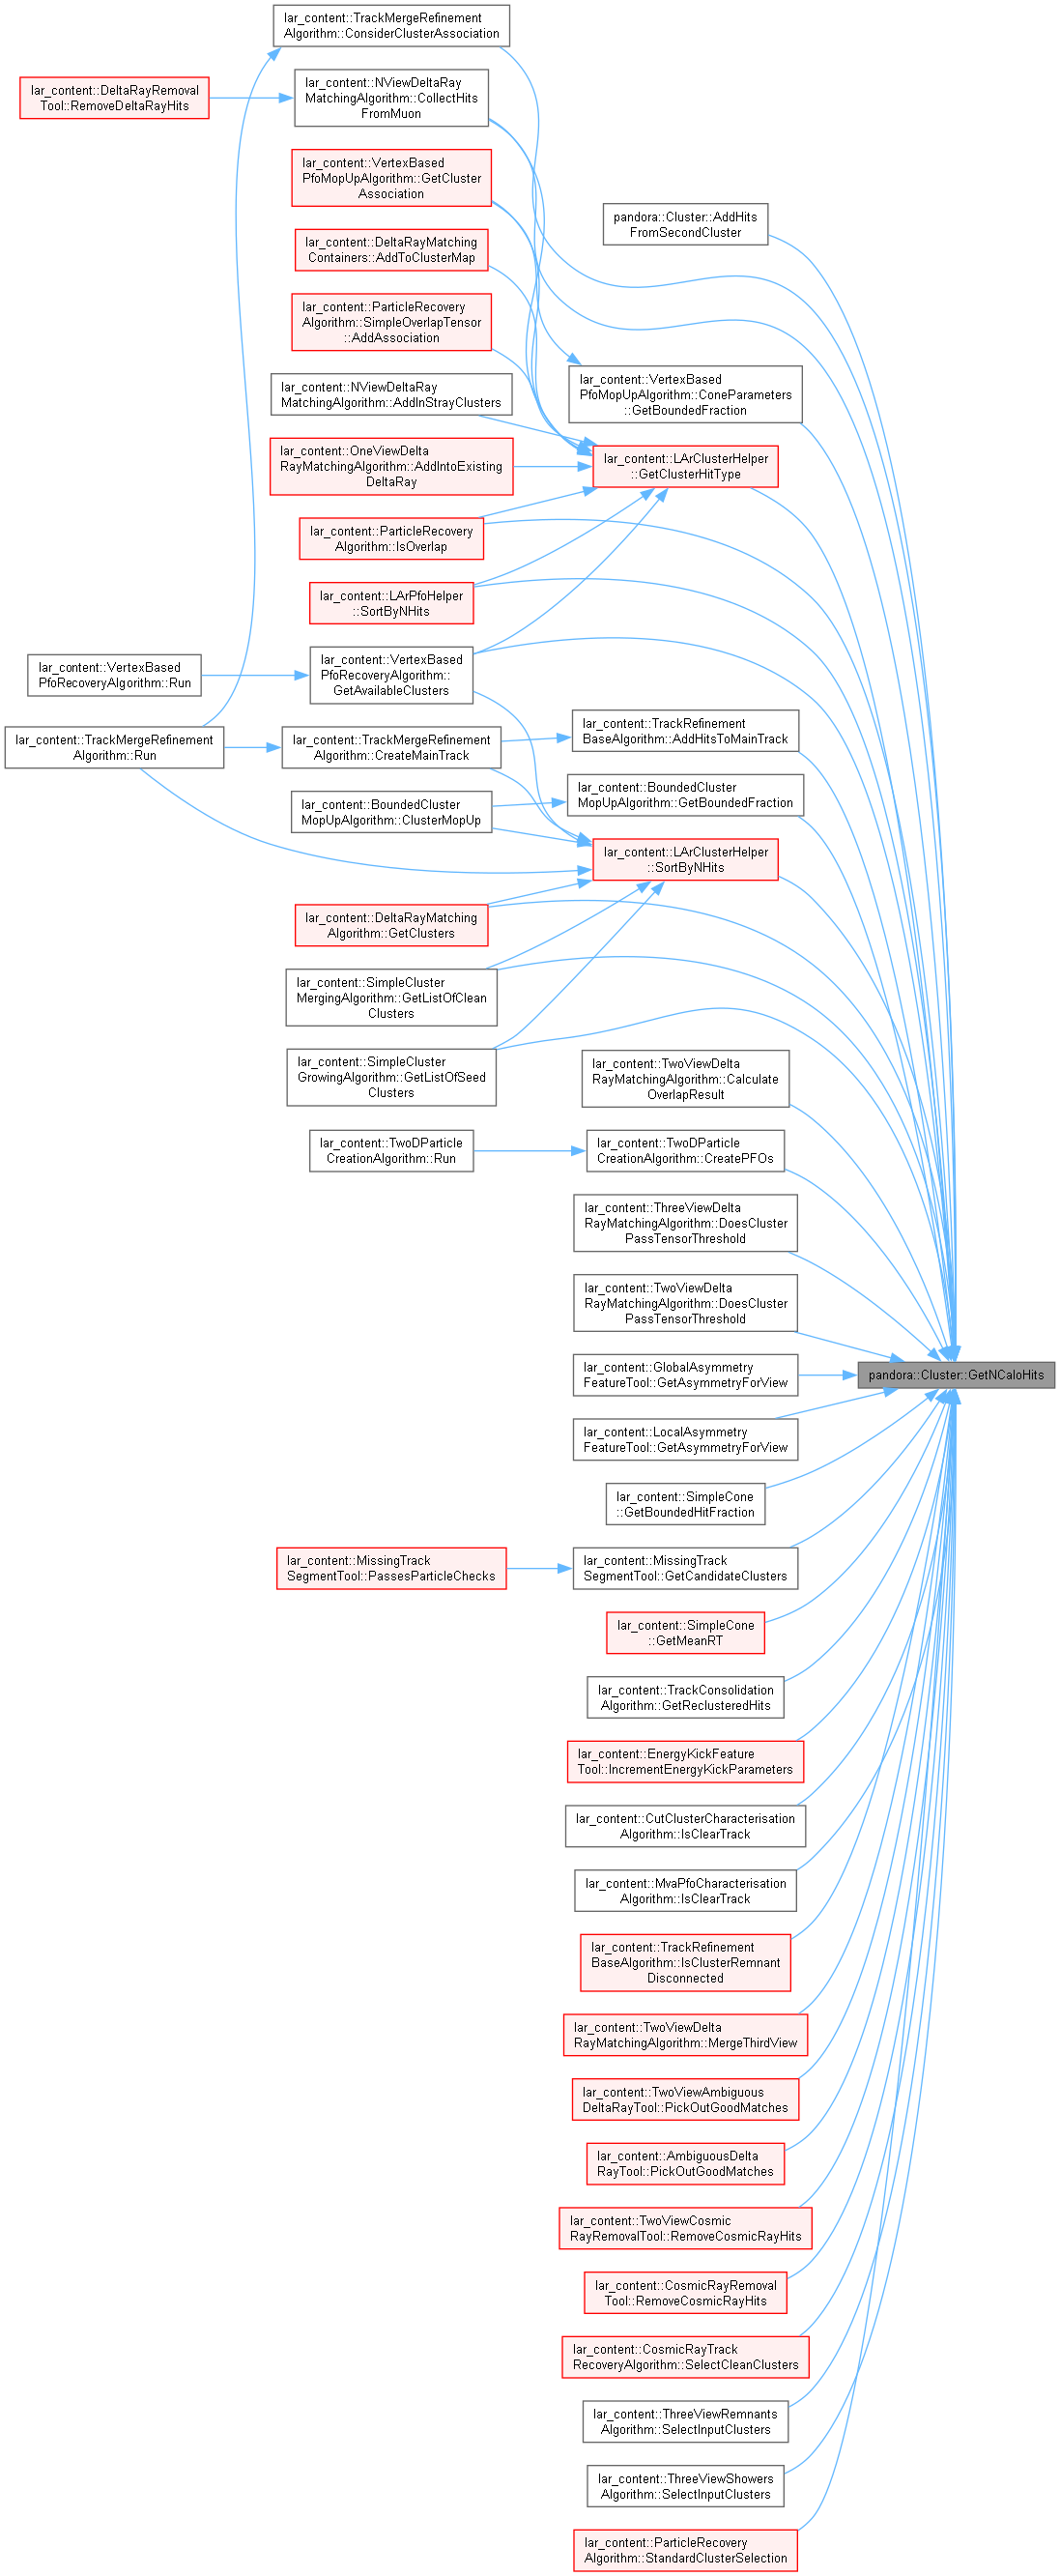 lar_content::TrackMergeRefinement
Algorithm::ConsiderClusterAssociation
lar_content::DeltaRayRemoval
Tool::RemoveDeltaRayHits
lar_content::NViewDeltaRay
MatchingAlgorithm::CollectHits
FromMuon
lar_content::VertexBased
PfoMopUpAlgorithm::GetCluster
Association
pandora::Cluster::AddHits
FromSecondCluster
lar_content::DeltaRayMatching
Containers::AddToClusterMap
lar_content::ParticleRecovery
Algorithm::SimpleOverlapTensor
::AddAssociation
lar_content::NViewDeltaRay
MatchingAlgorithm::AddInStrayClusters
lar_content::VertexBased
PfoMopUpAlgorithm::ConeParameters
::GetBoundedFraction
lar_content::OneViewDelta
RayMatchingAlgorithm::AddIntoExisting
DeltaRay
lar_content::LArClusterHelper
::GetClusterHitType
lar_content::ParticleRecovery
Algorithm::IsOverlap
lar_content::LArPfoHelper
::SortByNHits
lar_content::VertexBased
PfoRecoveryAlgorithm::Run
lar_content::VertexBased
PfoRecoveryAlgorithm::
GetAvailableClusters
lar_content::TrackMergeRefinement
Algorithm::Run
lar_content::TrackMergeRefinement
Algorithm::CreateMainTrack
lar_content::TrackRefinement
BaseAlgorithm::AddHitsToMainTrack
lar_content::BoundedCluster
MopUpAlgorithm::ClusterMopUp
lar_content::BoundedCluster
MopUpAlgorithm::GetBoundedFraction
lar_content::LArClusterHelper
::SortByNHits
lar_content::DeltaRayMatching
Algorithm::GetClusters
lar_content::SimpleCluster
MergingAlgorithm::GetListOfClean
Clusters
lar_content::SimpleCluster
GrowingAlgorithm::GetListOfSeed
Clusters
lar_content::TwoViewDelta
RayMatchingAlgorithm::Calculate
OverlapResult
lar_content::TwoDParticle
CreationAlgorithm::Run
lar_content::TwoDParticle
CreationAlgorithm::CreatePFOs
lar_content::ThreeViewDelta
RayMatchingAlgorithm::DoesCluster
PassTensorThreshold
lar_content::TwoViewDelta
RayMatchingAlgorithm::DoesCluster
PassTensorThreshold
lar_content::GlobalAsymmetry
FeatureTool::GetAsymmetryForView
pandora::Cluster::GetNCaloHits
lar_content::LocalAsymmetry
FeatureTool::GetAsymmetryForView
lar_content::SimpleCone
::GetBoundedHitFraction
lar_content::MissingTrack
SegmentTool::PassesParticleChecks
lar_content::MissingTrack
SegmentTool::GetCandidateClusters
lar_content::SimpleCone
::GetMeanRT
lar_content::TrackConsolidation
Algorithm::GetReclusteredHits
lar_content::EnergyKickFeature
Tool::IncrementEnergyKickParameters
lar_content::CutClusterCharacterisation
Algorithm::IsClearTrack
lar_content::MvaPfoCharacterisation
Algorithm::IsClearTrack
lar_content::TrackRefinement
BaseAlgorithm::IsClusterRemnant
Disconnected
lar_content::TwoViewDelta
RayMatchingAlgorithm::MergeThirdView
lar_content::TwoViewAmbiguous
DeltaRayTool::PickOutGoodMatches
lar_content::AmbiguousDelta
RayTool::PickOutGoodMatches
lar_content::TwoViewCosmic
RayRemovalTool::RemoveCosmicRayHits
lar_content::CosmicRayRemoval
Tool::RemoveCosmicRayHits
lar_content::CosmicRayTrack
RecoveryAlgorithm::SelectCleanClusters
lar_content::ThreeViewRemnants
Algorithm::SelectInputClusters
lar_content::ThreeViewShowers
Algorithm::SelectInputClusters
lar_content::ParticleRecovery
Algorithm::StandardClusterSelection